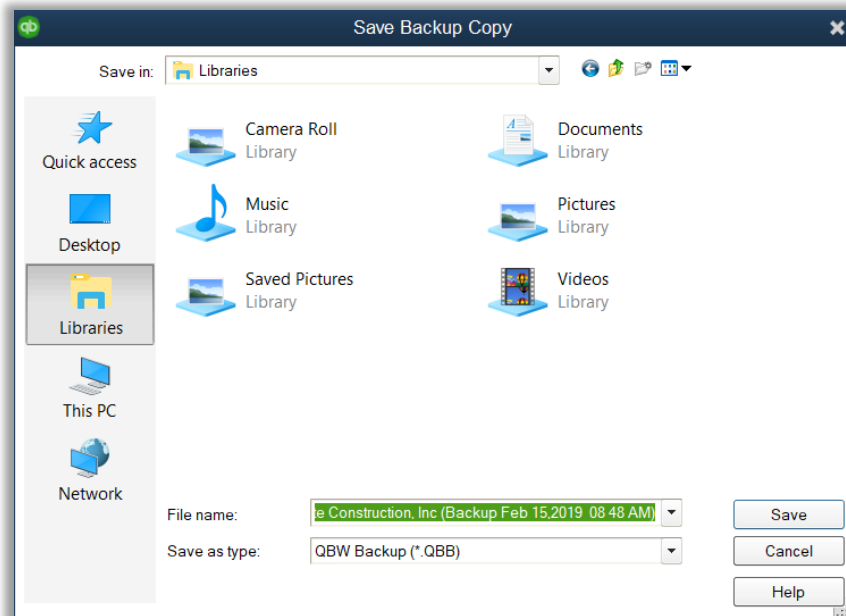 qb Save Backup Copy
Save in: Libraries
Quick access
Desktop
Libraries
This PC
Network
Camera Roll
Library
Documents
Library
Music
Library
Pictures
Library
Saved Pictures
Library
Videos
Library
File name: te Construction, Inc (Backup Feb 15,2019 08 48 AM)
Save
Save as type: QBW Backup (*.QBB)
Cancel
Help